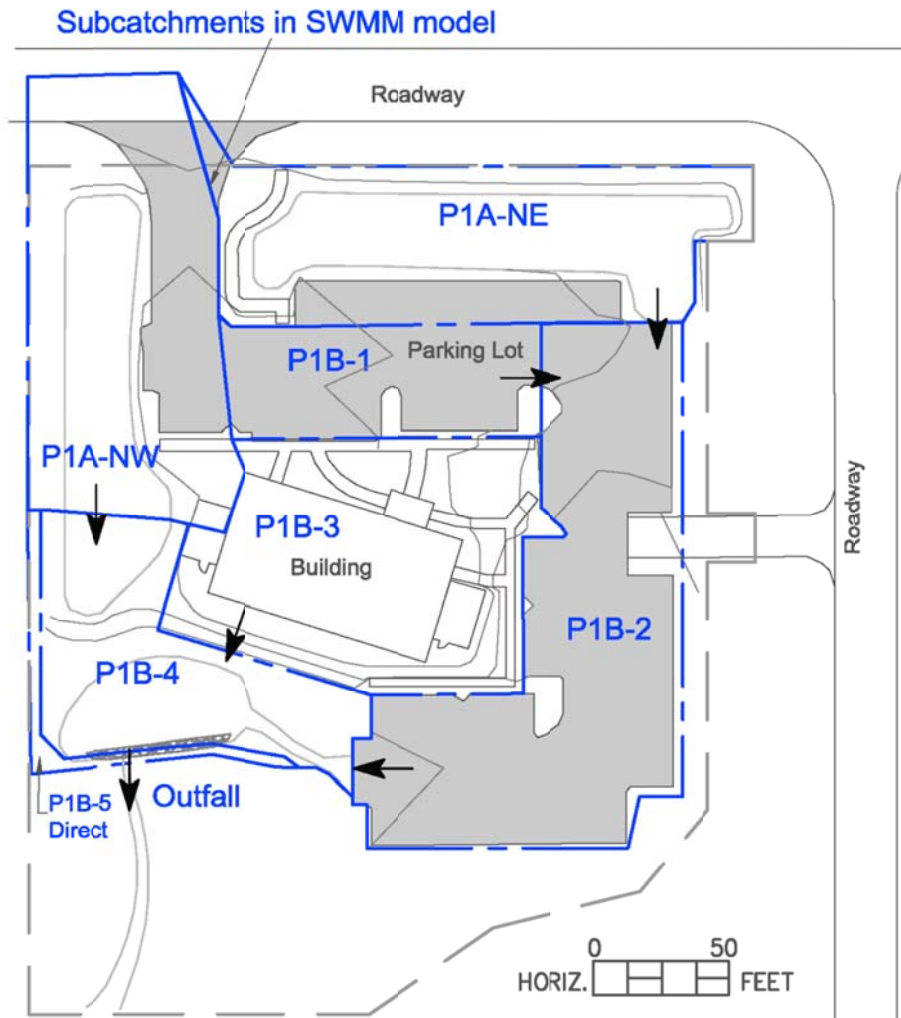 Subcatchments in SWMM model
Roadway
P1A-NE
P1B-1
Parking Lot
P1A-NW
P1B-3
Building
Roadway
P1B-2
P1B-4
Outfall
P1B-5
Direct
0 50
HORIZ. FEET